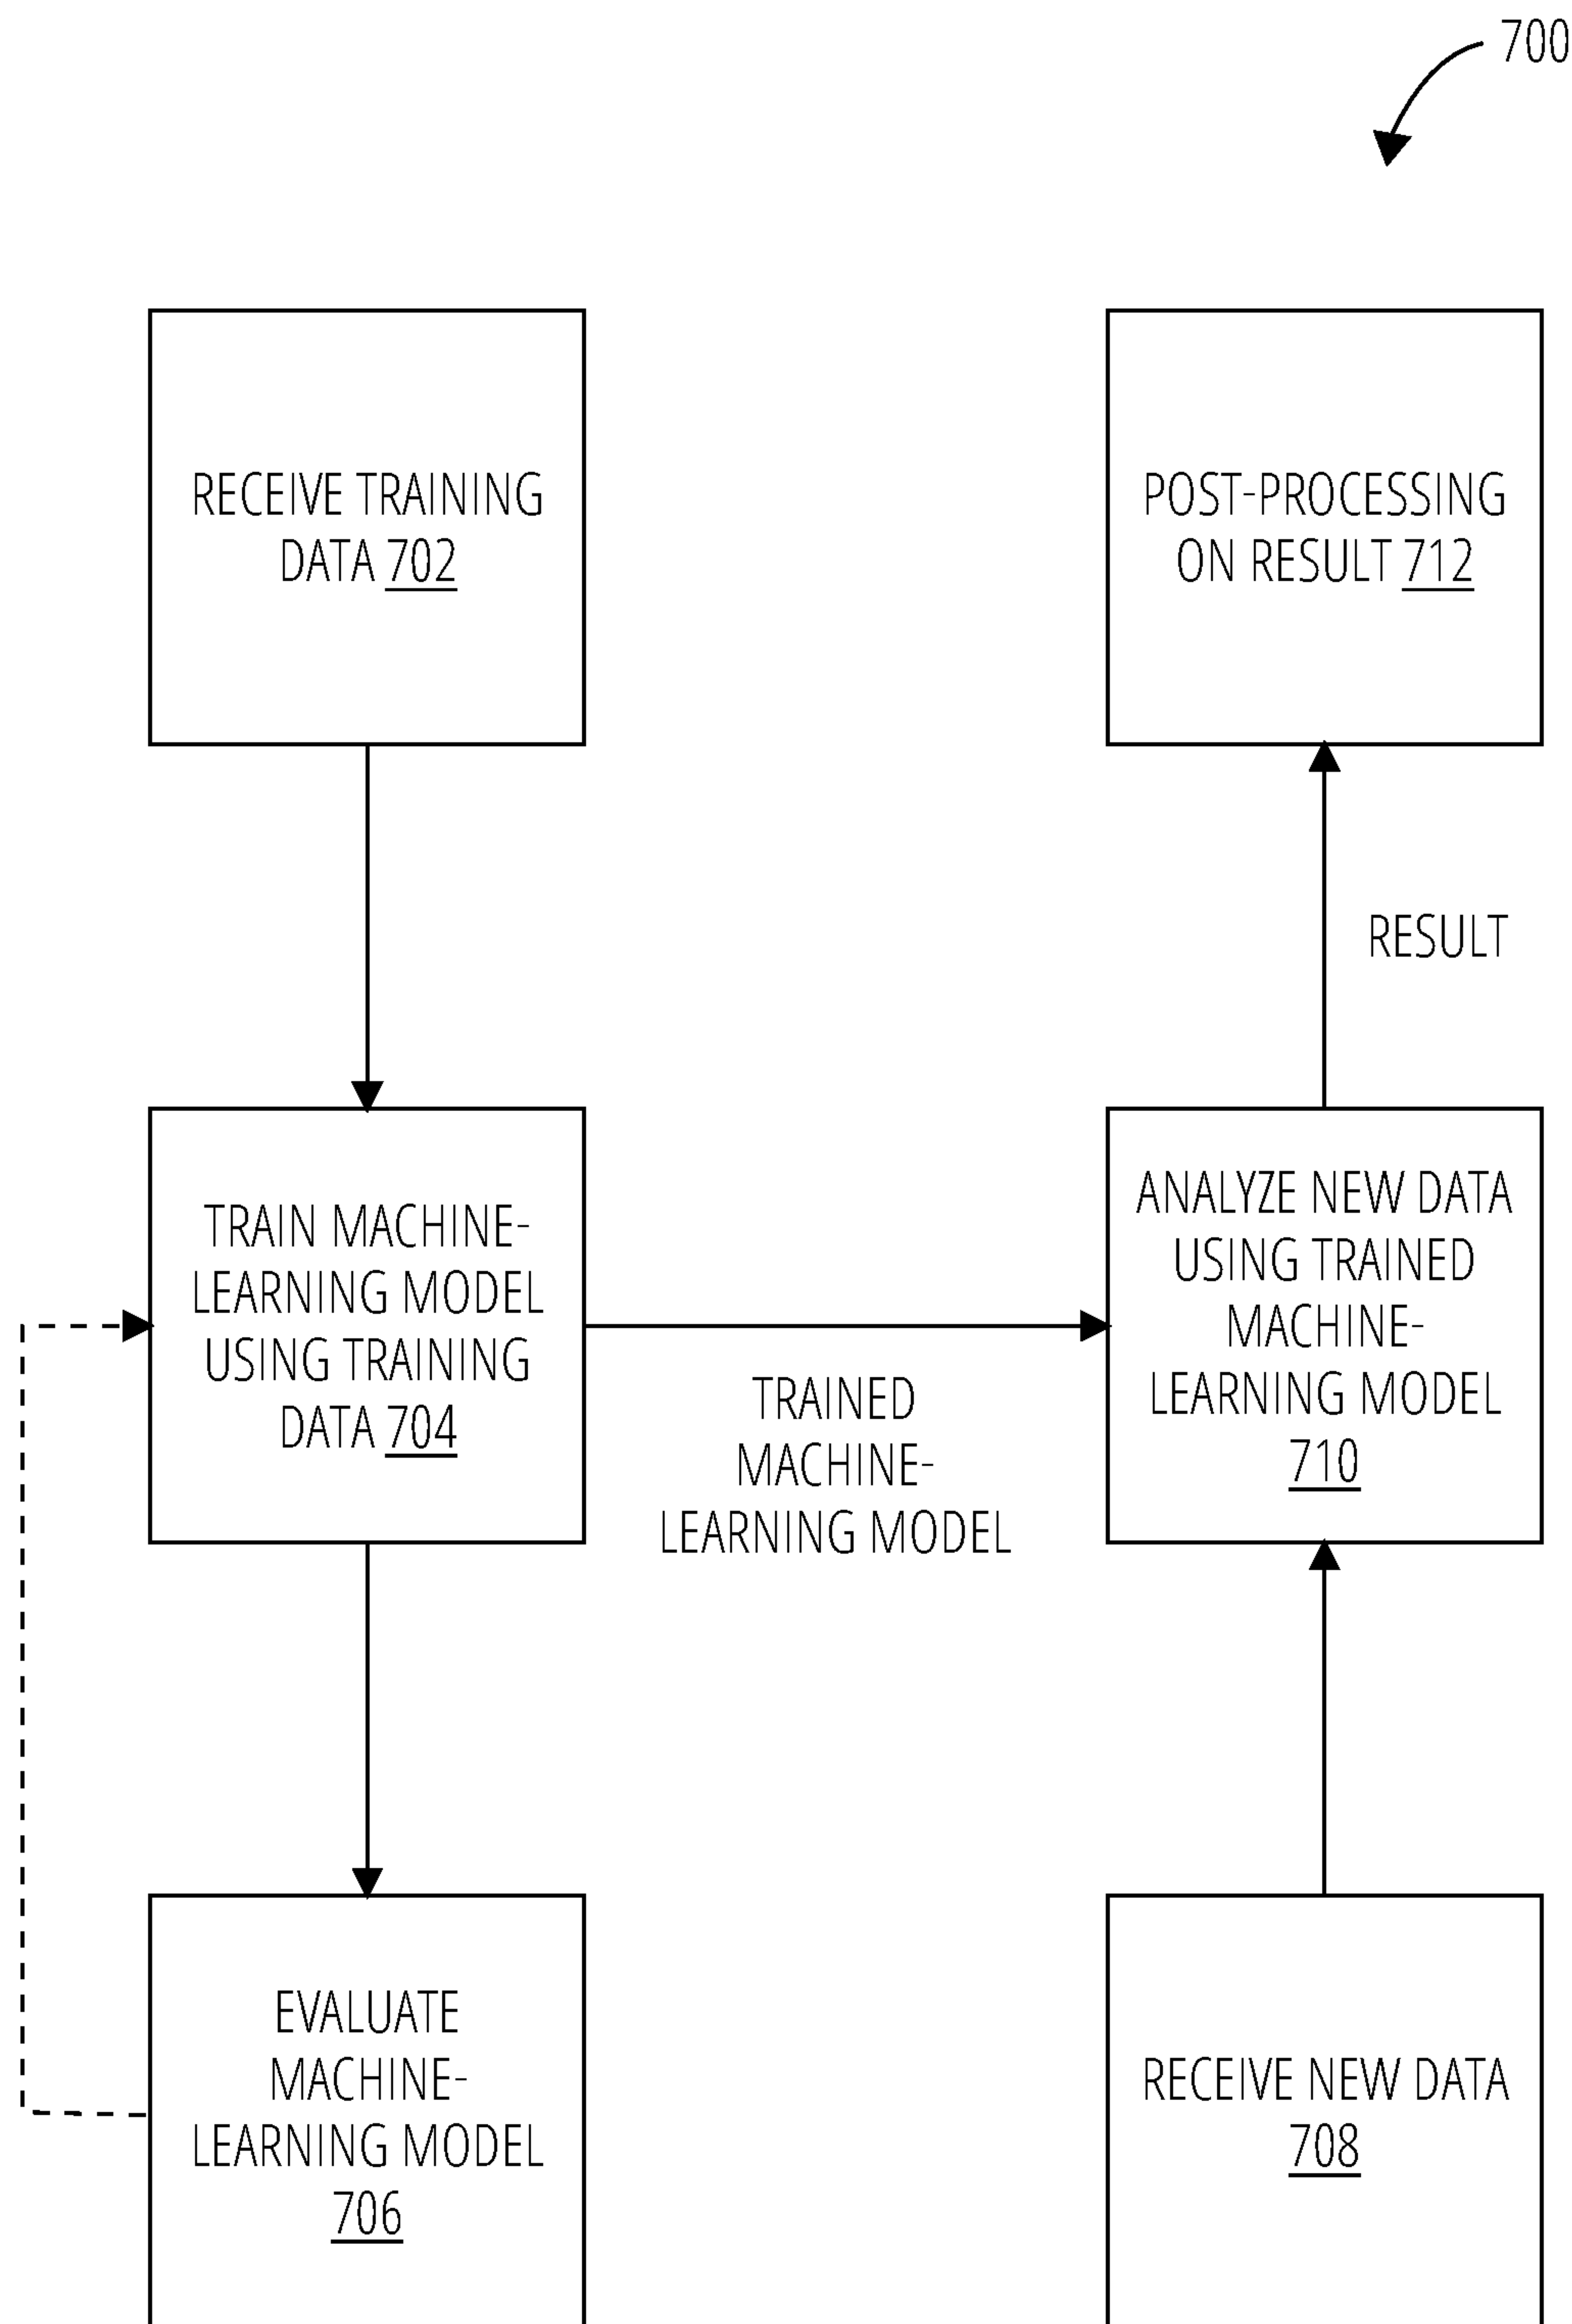 700
RECEIVE TRAINING
DATA 702
POST-PROCESSING
ON RESULT 712
RESULT
TRAIN MACHINE-
LEARNING MODEL
USING TRAINING
DATA 704
TRAINED
MACHINE-
LEARNING MODEL
ANALYZE NEW DATA
USING TRAINED
MACHINE-
LEARNING MODEL
710
EVALUATE
MACHINE-
LEARNING MODEL
706
RECEIVE NEW DATA
708